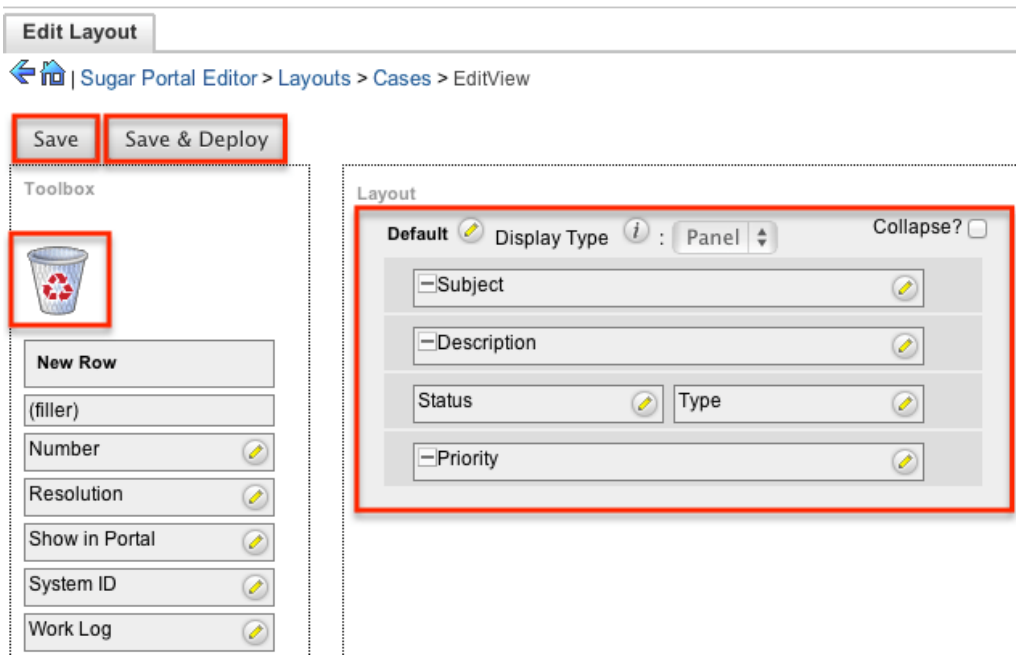 Edit Layout
| Sugar Portal Editor > Layouts > Cases > EditView
Save
Save & Deploy
Toolbox
New Row
(filler)
Number
Resolution
Show in Portal
System ID
Work Log
Layout
Default Display Type i : Panel Collapse?
Subject
Description
Status Type
Priority